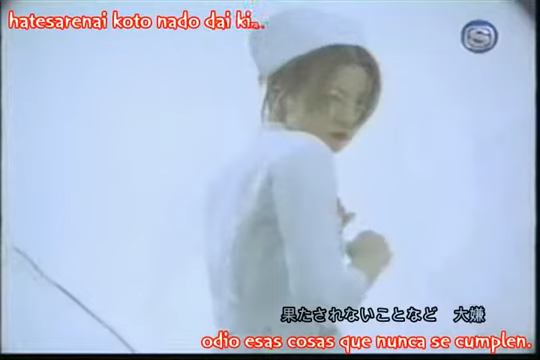 hatesarenai koto nado dai ki...
S
果たされないことなど 大嫌
odio esas cosas que nunca se cumplen.